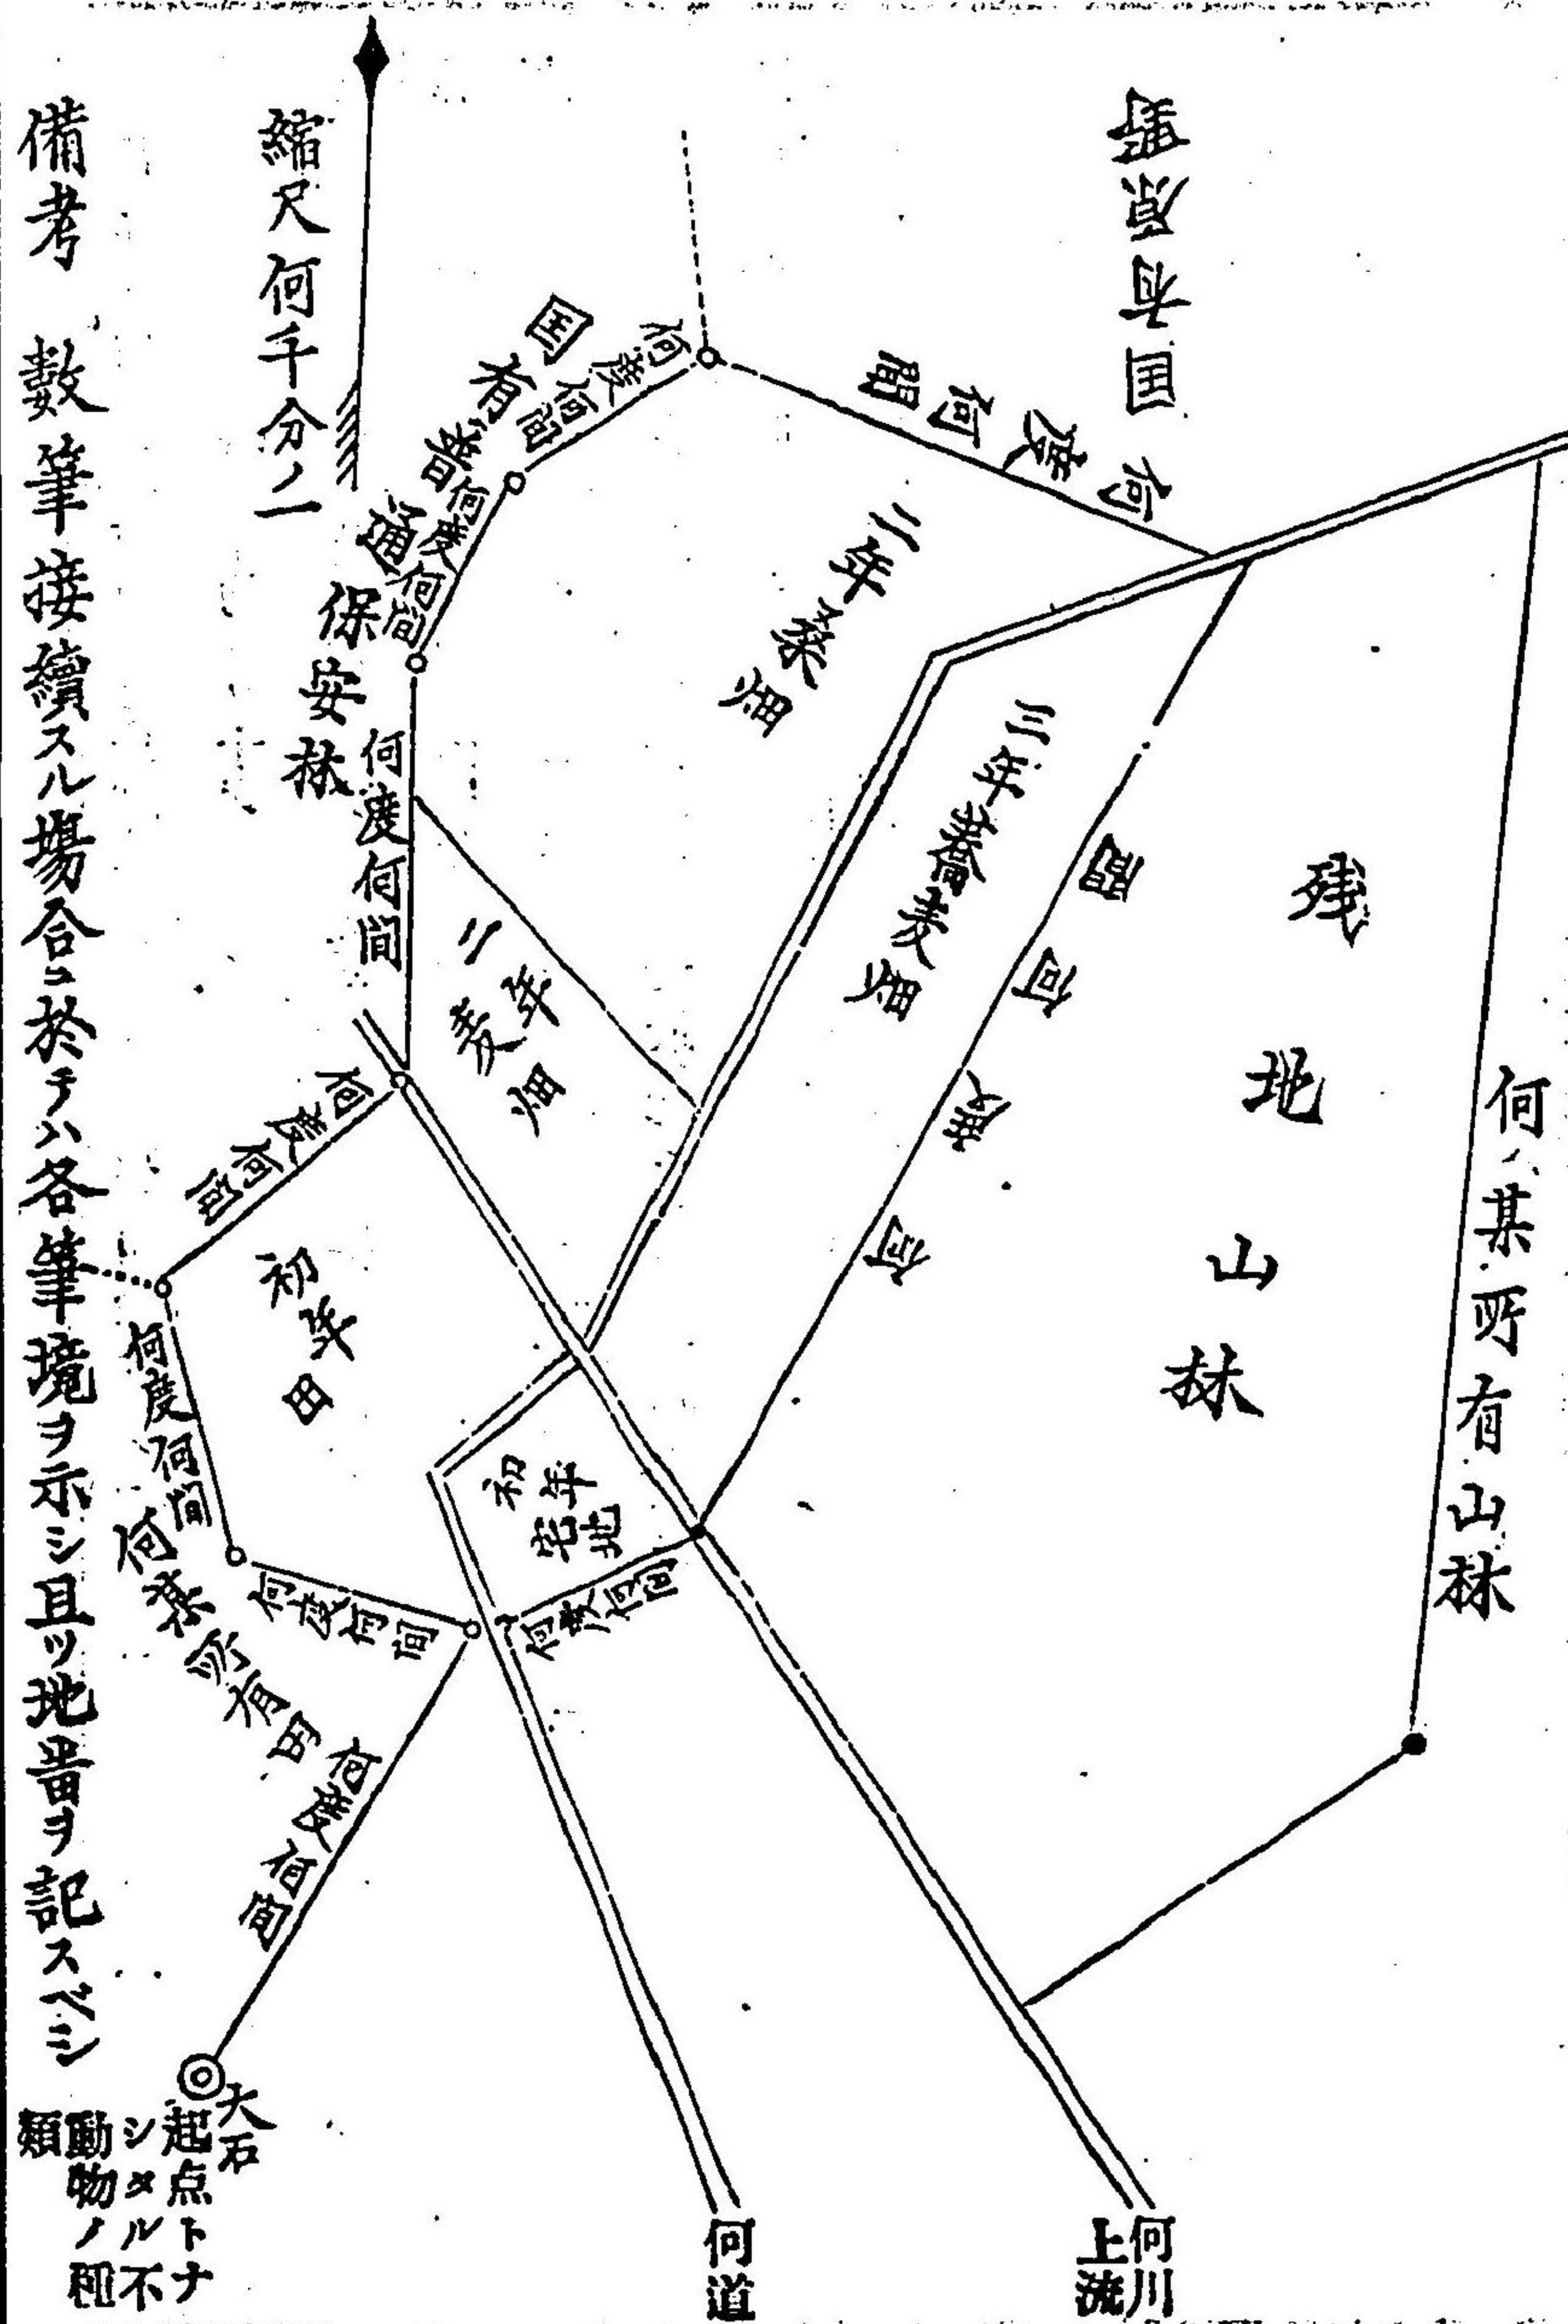 何川
上流
何道
何ノ某所有山林
残地山林
国有原野
何度何間
何度何間
三年蕎麦畑
二年桑畑
二年麦畑
国有普通保安林
何度何間
何度何間
何度何間
何度何間
初年田
初年
宅地
何度何間
何度何間
何度何間
何某所有田
何度何間
大石
起点トナ
シタル不
動物ノ種
類
縮尺何千分ノ一
備考 數筆接續スル場合ニ於テハ各筆境ヲ示シ且ツ地番ヲ記スベシ